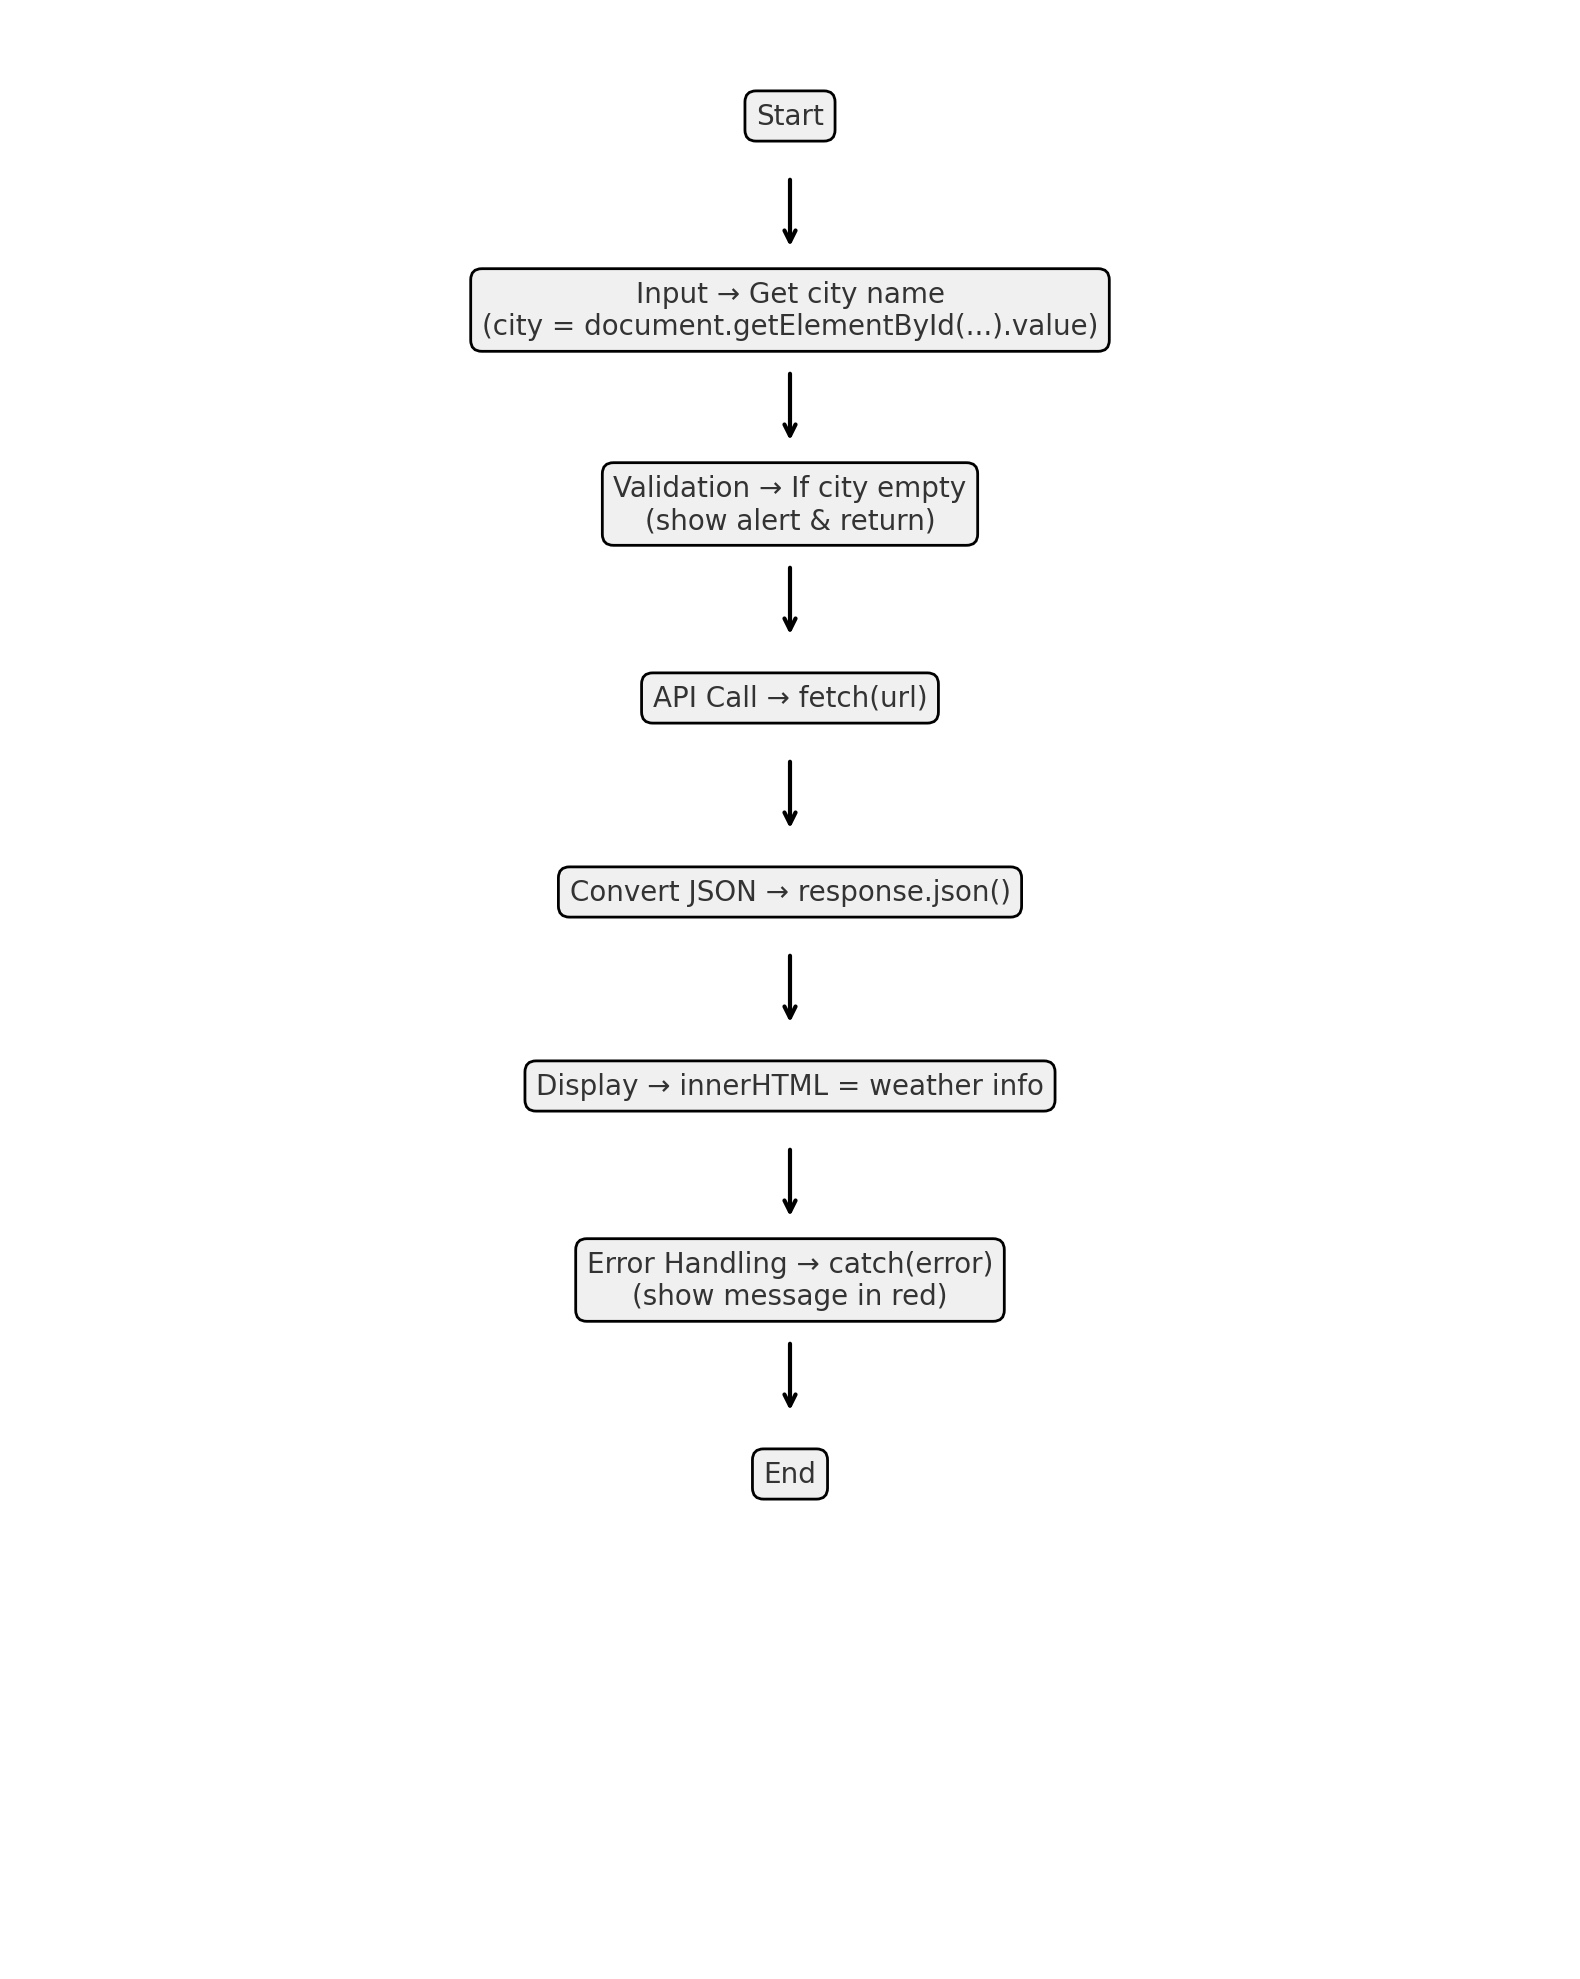 Start
Input → Get city name
(city = document.getElementById(...).value)
Validation → If city empty
(show alert & return)
API Call → fetch(url)
Convert JSON → response.json()
Display → innerHTML = weather info
Error Handling → catch(error)
(show message in red)
End